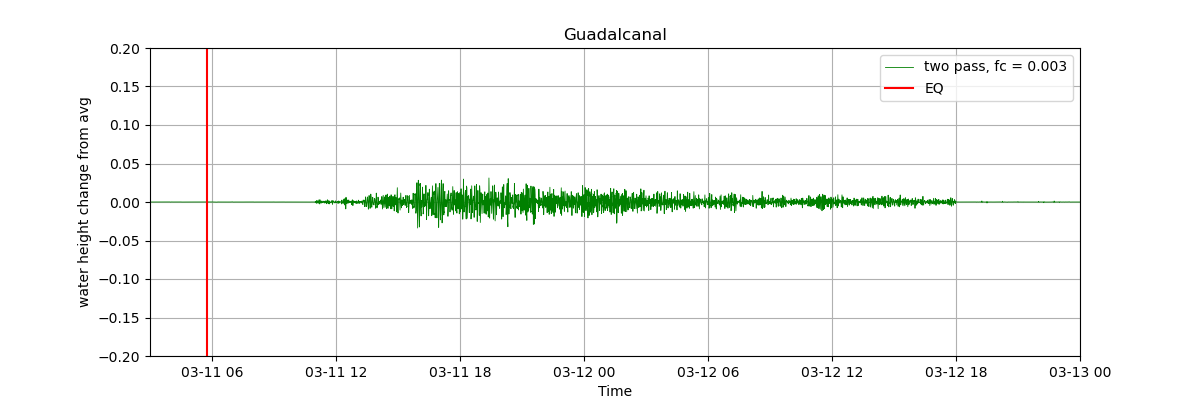 Guadalcanal
two pass, fc = 0.003
EQ
0.20
0.15
0.10
0.05
0.00
−0.05
−0.10
−0.15
−0.20
water height change from avg
03-11 06 03-11 12 03-11 18 03-12 00 03-12 06 03-12 12 03-12 18 03-13 00
Time